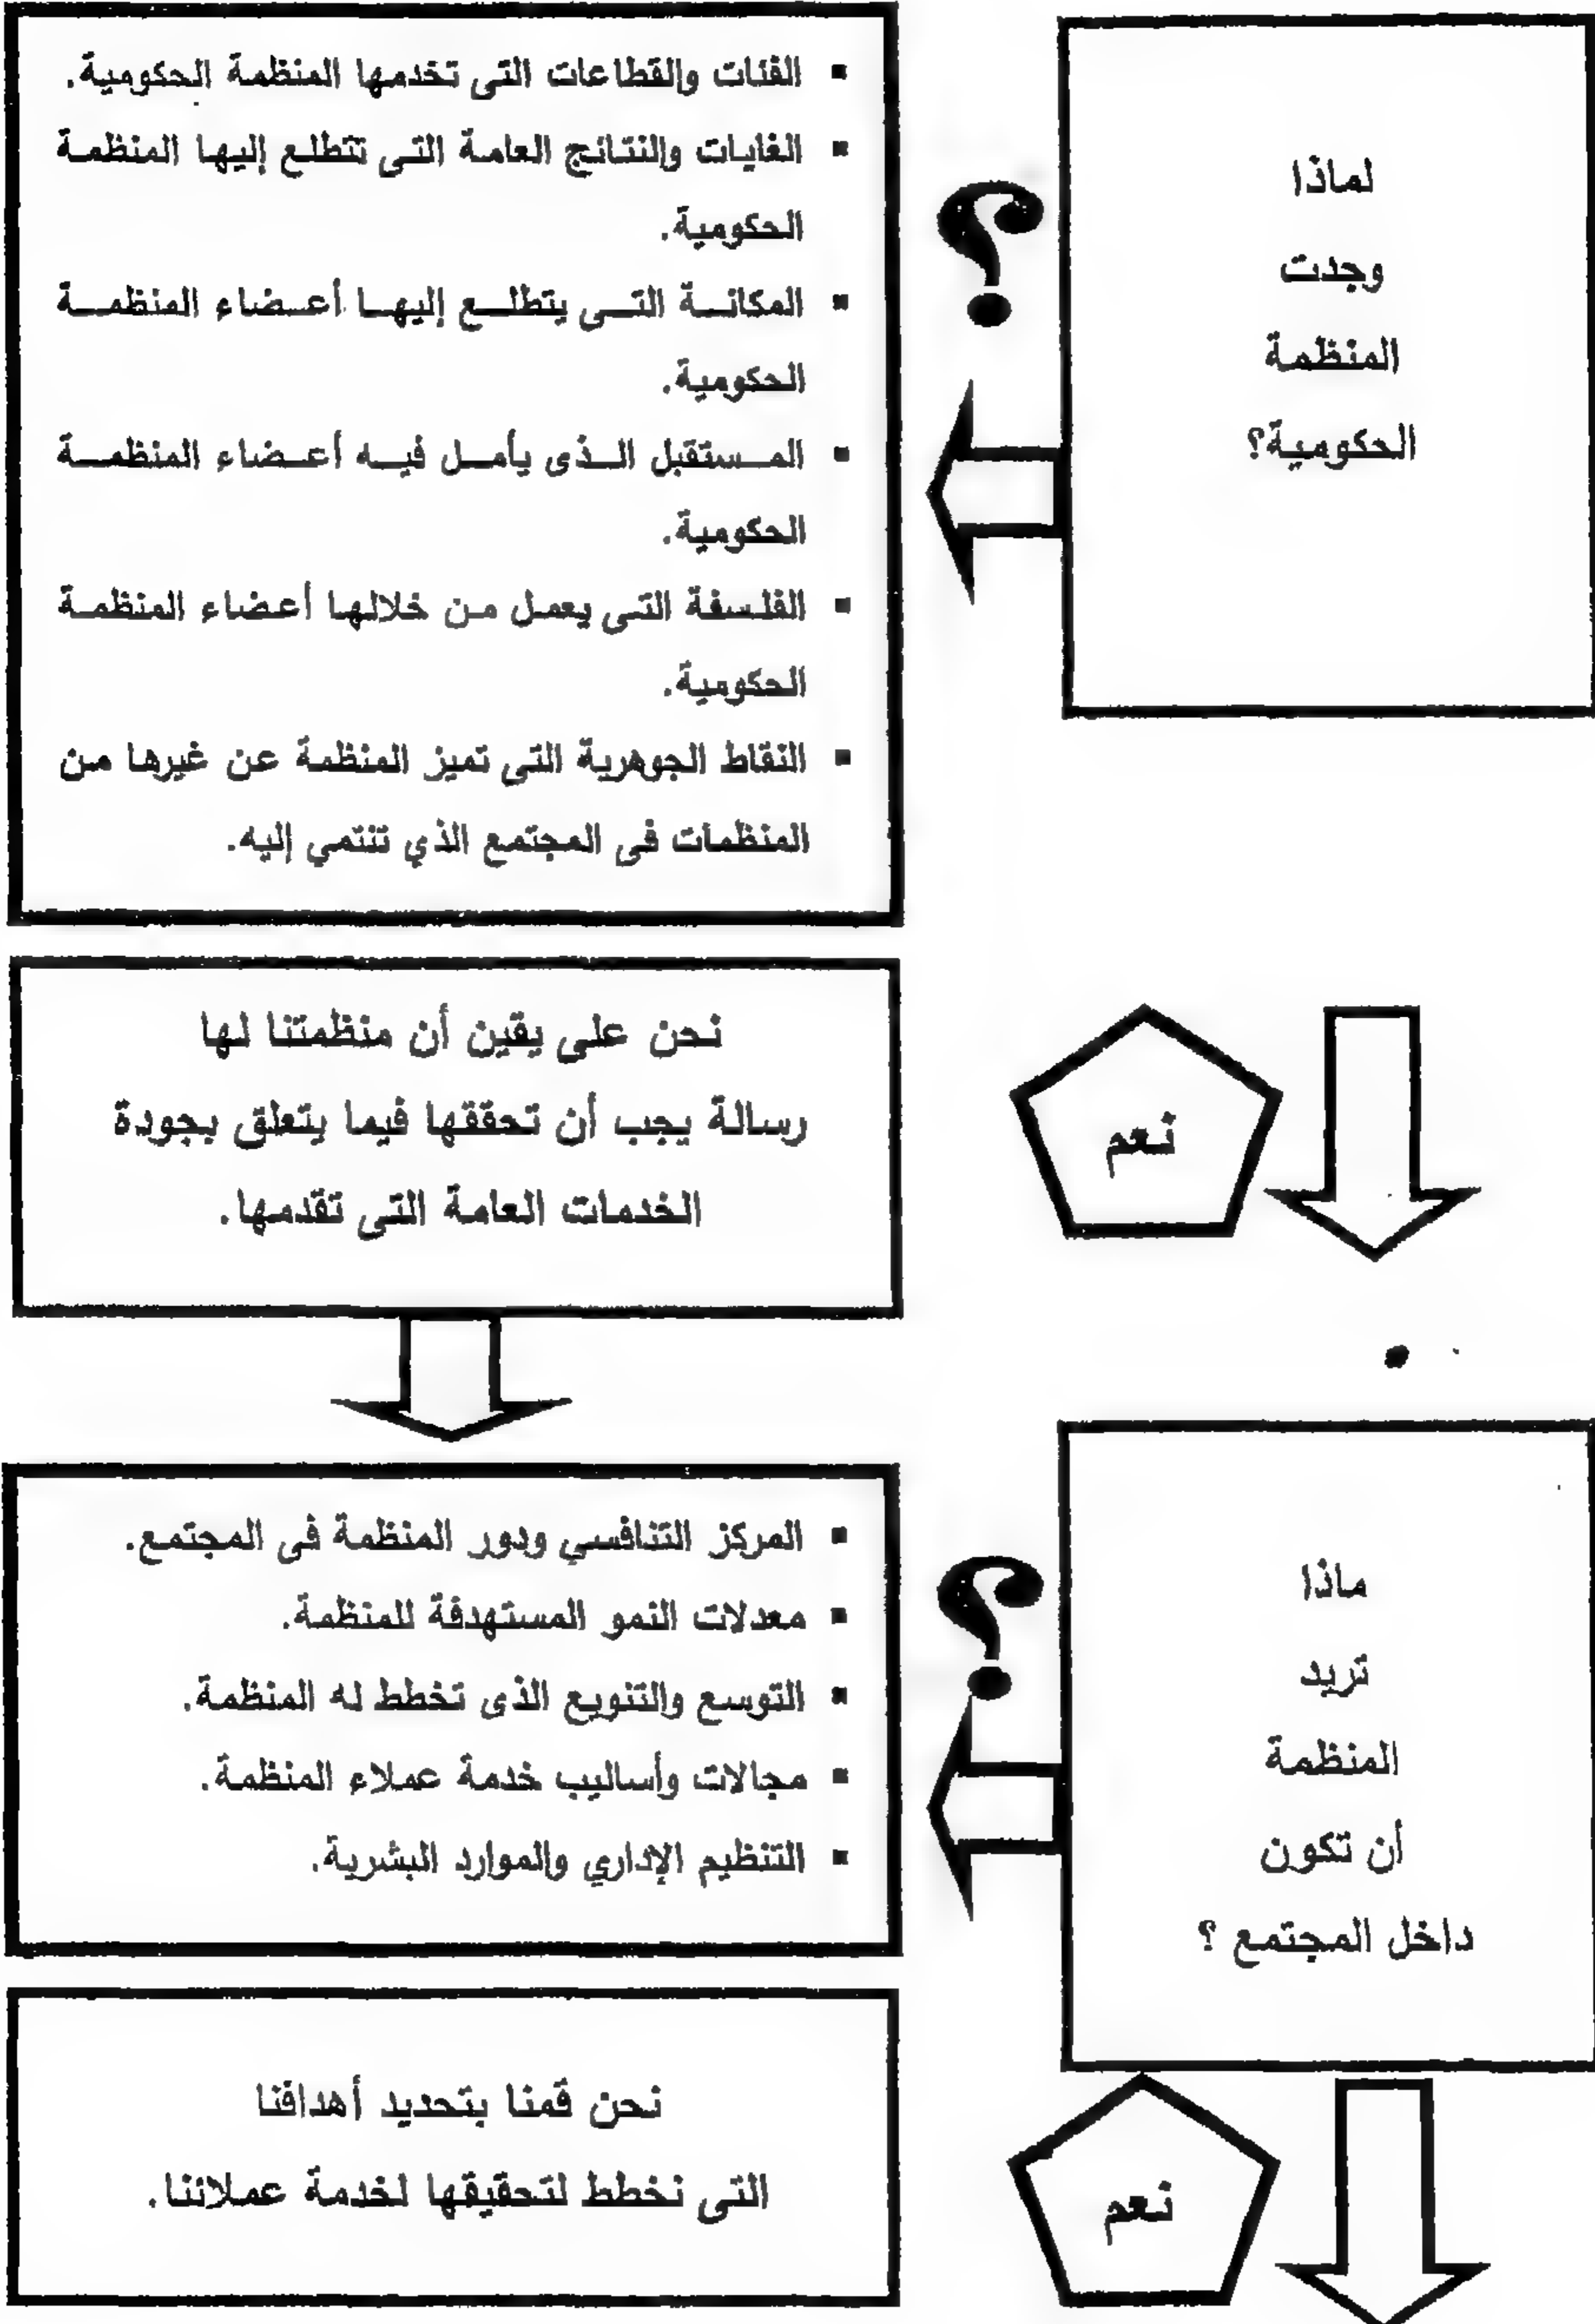 لماذا
وجدت
المنظمة
الحكومية؟
؟
▪ الفئات والقطاعات التى تخدمها المنظمة الحكومية.
▪ الغايات والنتائج العامة التى تتطلع إليها المنظمة
الحكومية.
▪ المكانة التى يتطلع إليها أعضاء المنظمة
الحكومية.
▪ المستقبل الذى يأمل فيه أعضاء المنظمة
الحكومية.
▪ الفلسفة التى يعمل من خلالها أعضاء المنظمة
الحكومية.
▪ النقاط الجوهرية التى تميز المنظمة عن غيرها من
المنظمات فى المجتمع الذي تنتمي إليه.
نعم
نحن على يقين أن منظمتنا لها
رسالة يجب أن تحققها فيما يتعلق بجودة
الخدمات العامة التى تقدمها.
ماذا
تريد
المنظمة
أن تكون
داخل المجتمع ؟
؟
▪ المركز التنافسي ودور المنظمة فى المجتمع.
▪ معدلات النمو المستهدفة للمنظمة.
▪ التوسع والتنويع الذى تخطط له المنظمة.
▪ مجالات وأساليب خدمة عملاء المنظمة.
▪ التنظيم الإداري والموارد البشرية.
نعم
نحن قمنا بتحديد أهدافنا
التى نخطط لتحقيقها لخدمة عملائنا.